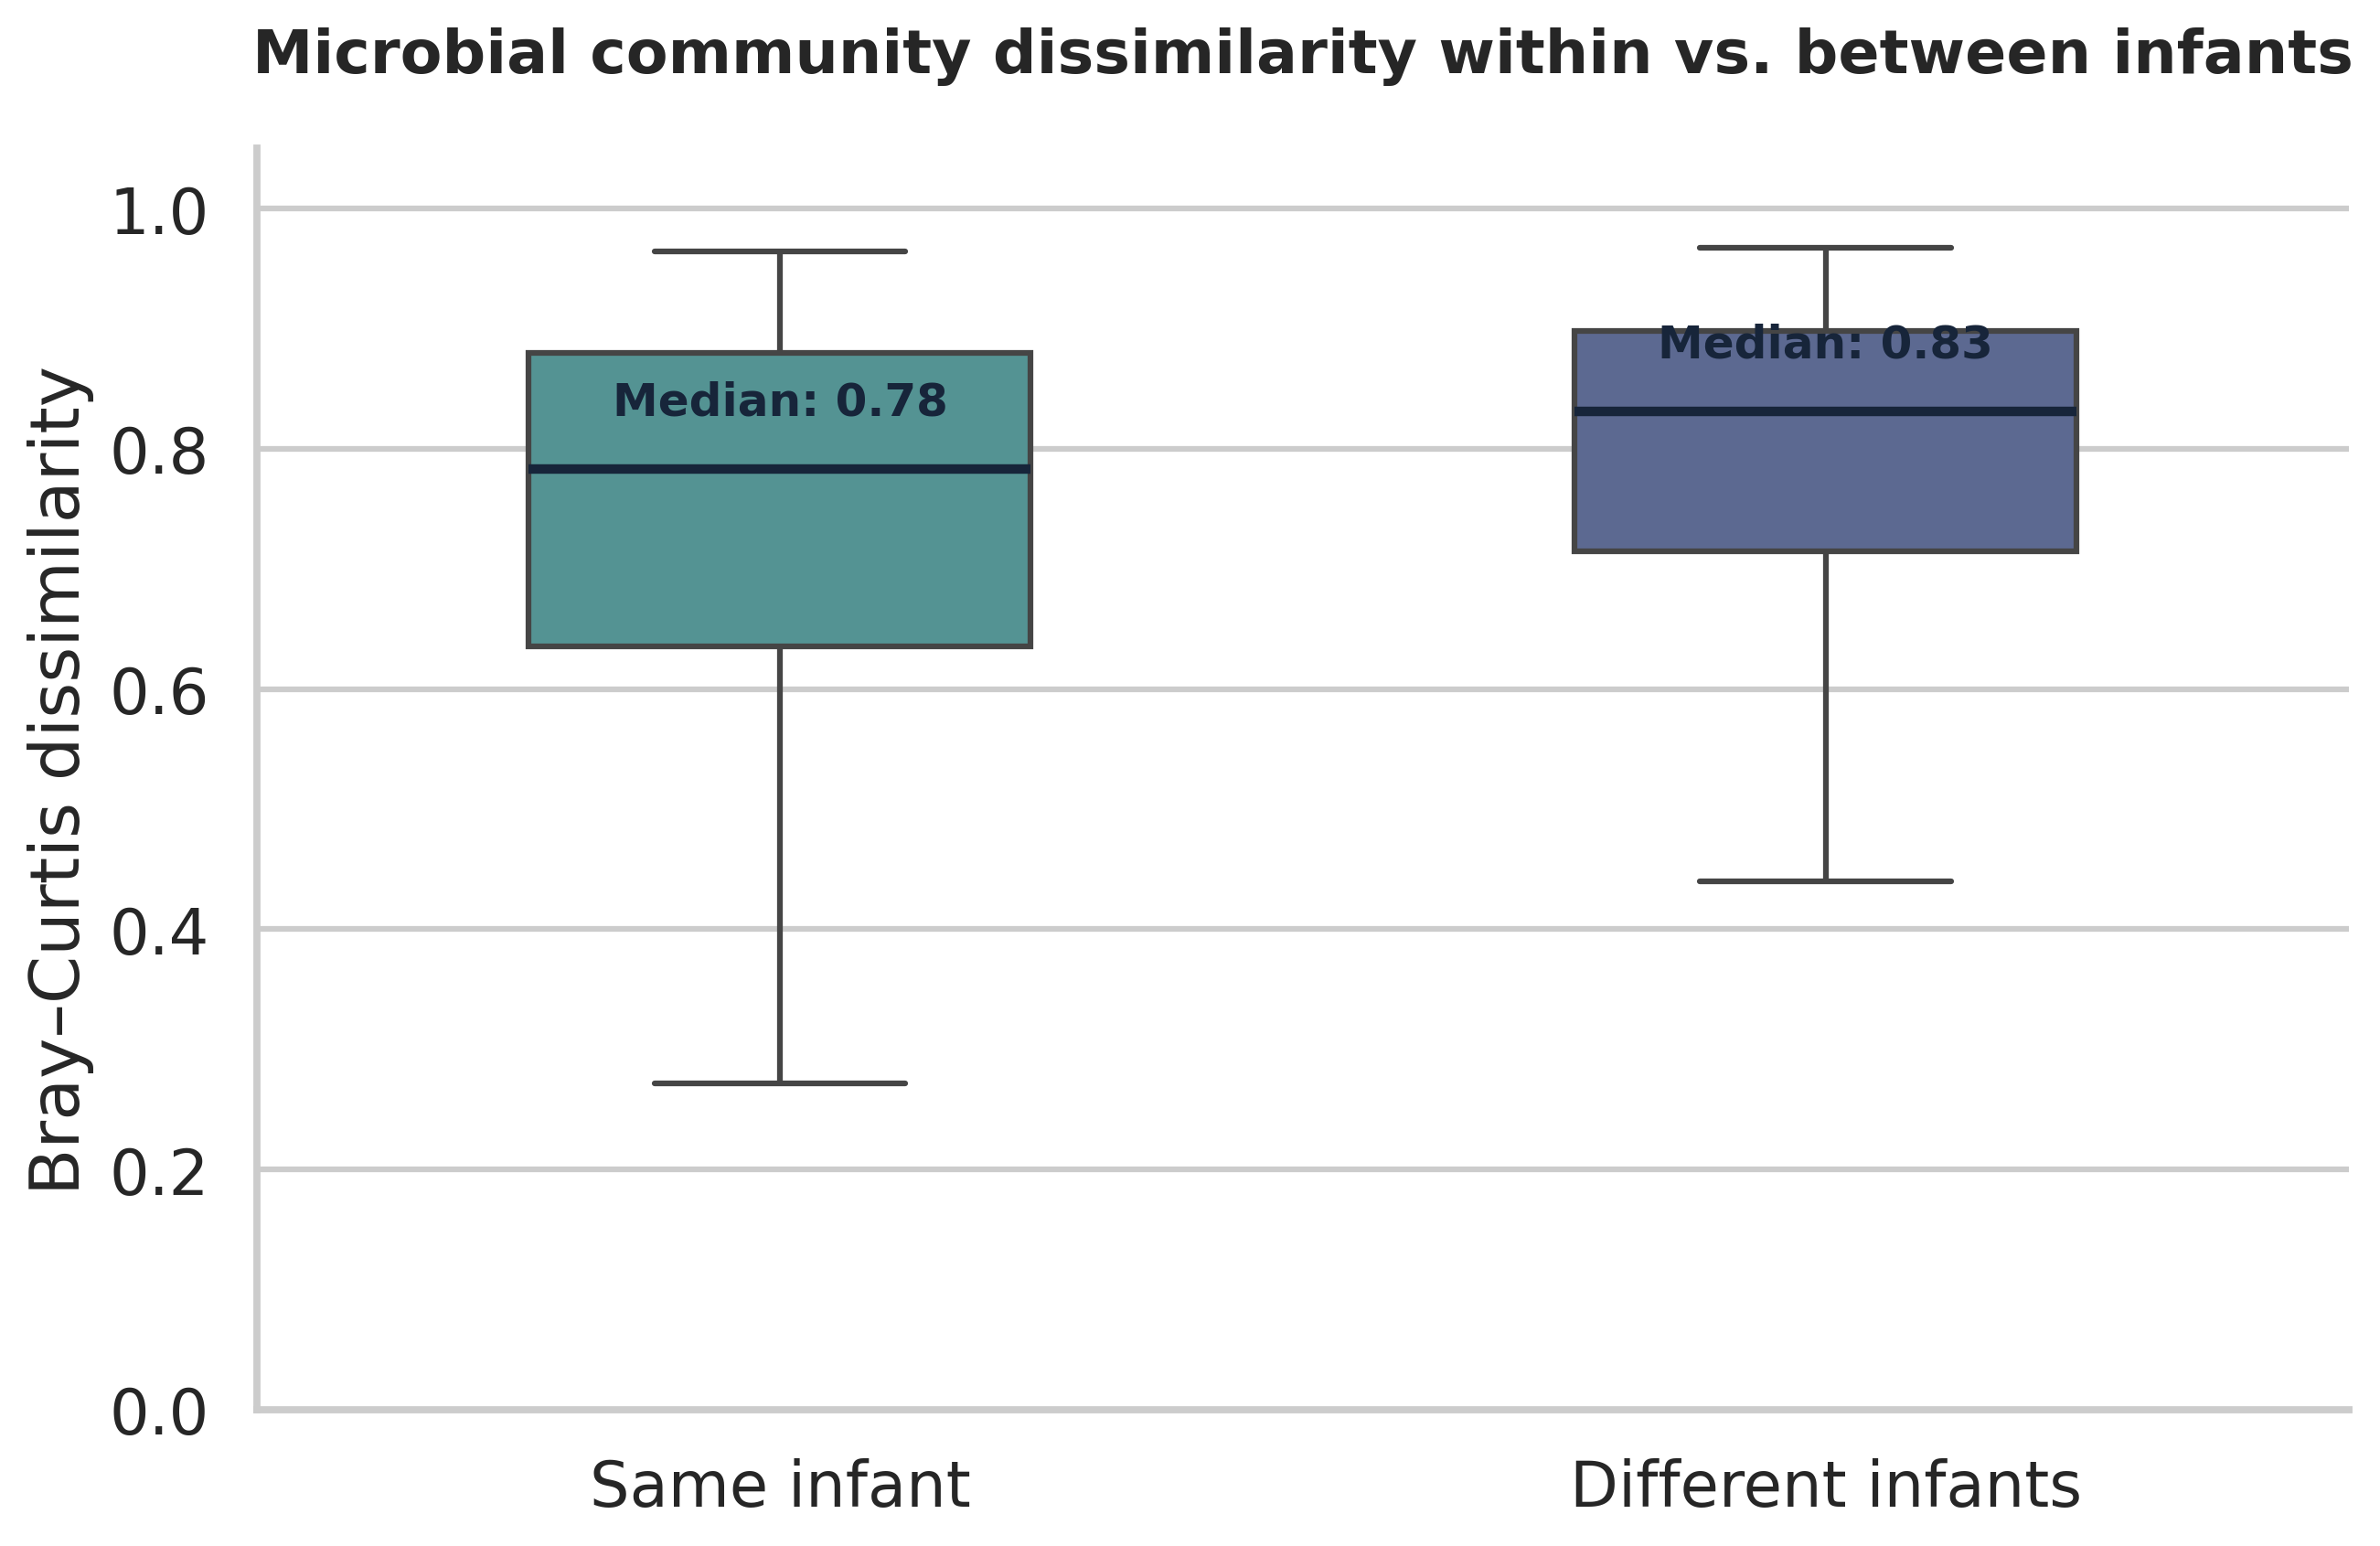 Microbial community dissimilarity within vs. between infants
Bray–Curtis dissimilarity
1.0
0.8
0.6
0.4
0.2
0.0
Median: 0.78
Median: 0.83
Same infant
Different infants